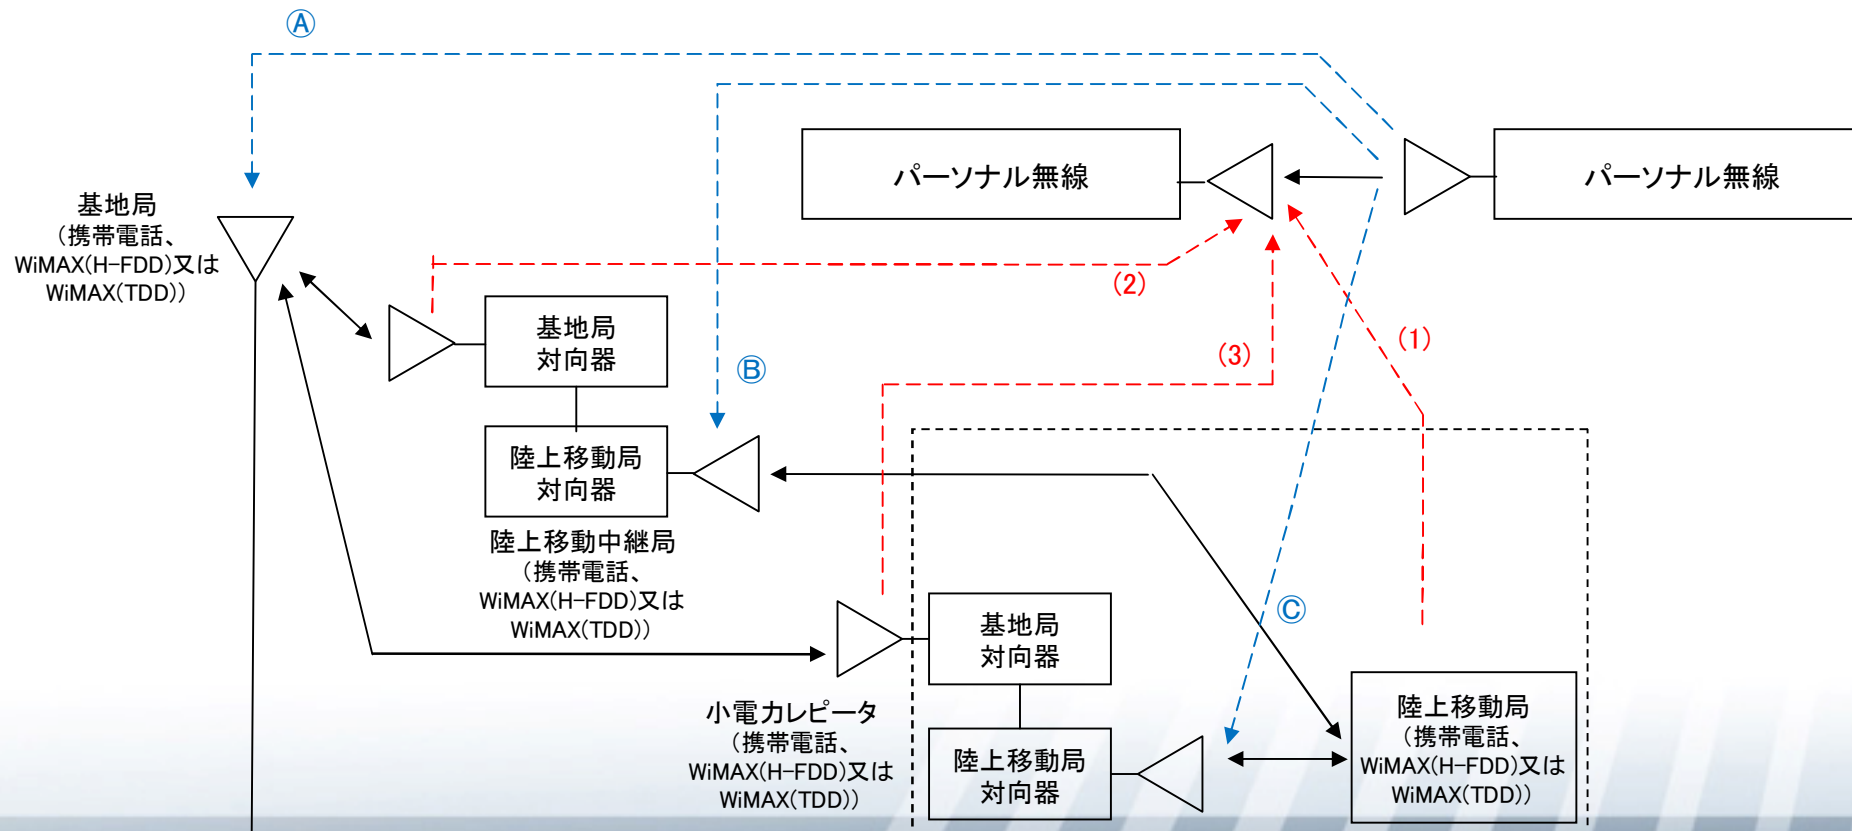 Ⓐ
パーソナル無線
パーソナル無線
基地局
(携帯電話、
WiMAX(H-FDD)又は
WiMAX(TDD))
(2)
基地局
対向器
(3)
(1)
Ⓑ
陸上移動局
対向器
陸上移動中継局
(携帯電話、
WiMAX(H-FDD)又は
WiMAX(TDD))
Ⓒ
基地局
対向器
小電力レピータ
(携帯電話、
WiMAX(H-FDD)又は
WiMAX(TDD))
陸上移動局
対向器
陸上移動局
(携帯電話、
WiMAX(H-FDD)又は
WiMAX(TDD))